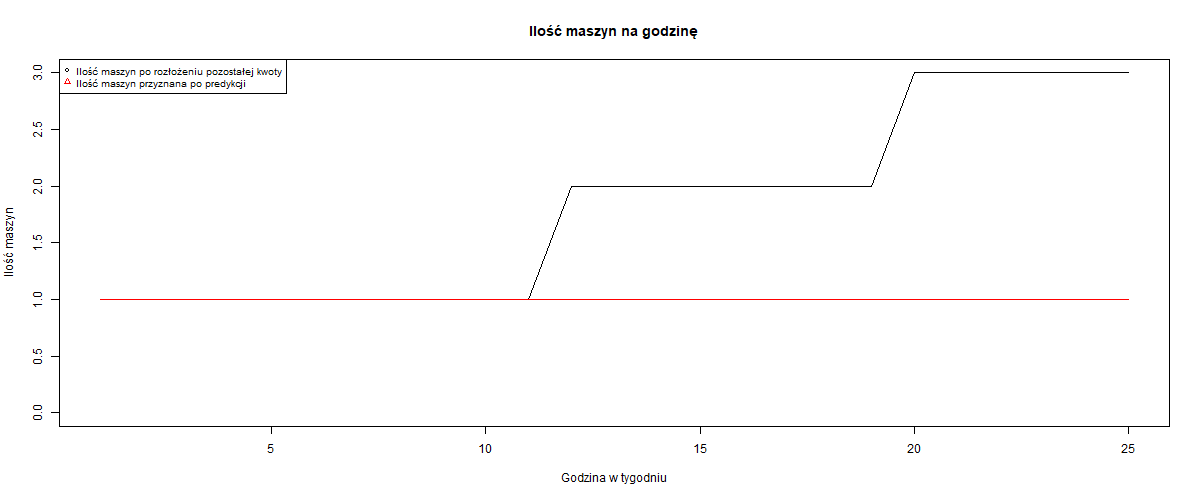 Ilość maszyn na godzinę
Ilość maszyn po rozłożeniu pozostałej kwoty
Ilość maszyn przyznana po predykcji
3.0
2.5
2.0
1.5
1.0
0.5
0.0
Ilość maszyn
5 10 15 20 25
Godzina w tygodniu